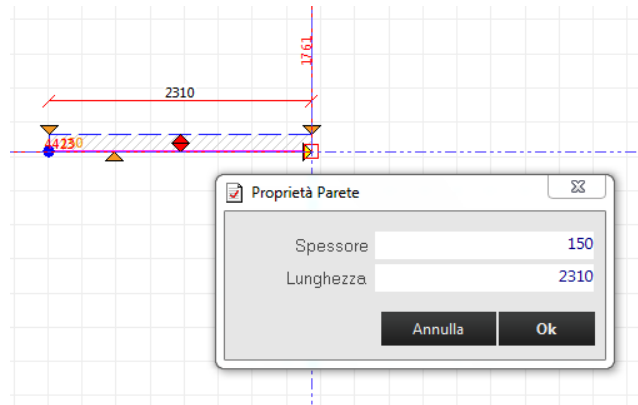 1761
2310
Proprietà Parete
Spessore 150
Lunghezza 2310
Annulla Ok